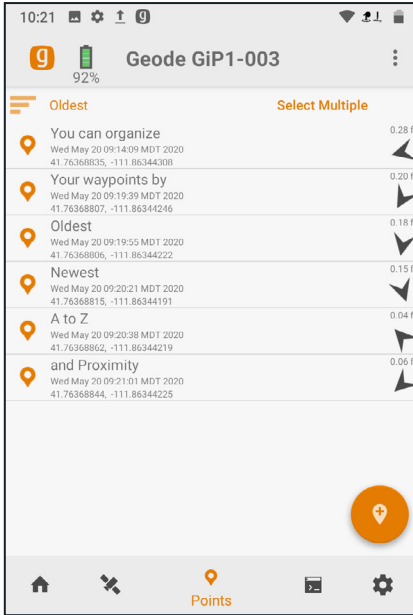 10:21
g
g
92%
Geode GiP1-003
Oldest
Select Multiple
You can organize
0.28 f
Wed May 20 09:14:09 MDT 2020
41.76368835, -111.86344308
Your waypoints by
0.20 f
Wed May 20 09:19:39 MDT 2020
41.76368807, -111.86344246
Oldest
0.18 f
Wed May 20 09:19:55 MDT 2020
41.76368806, -111.86344222
Newest
0.15 f
Wed May 20 09:20:21 MDT 2020
41.76368815, -111.86344191
A to Z
0.04 f
Wed May 20 09:20:38 MDT 2020
41.76368862, -111.86344219
and Proximity
0.06 f
Wed May 20 09:21:01 MDT 2020
41.76368844, -111.86344225
Points